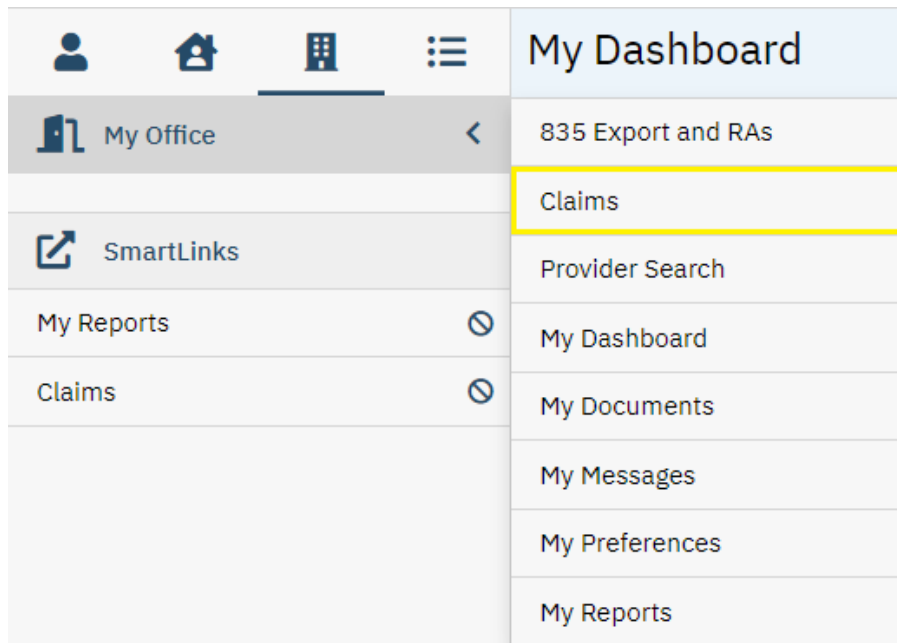 My Office
SmartLinks
My Reports
Claims
My Dashboard
835 Export and RAs
Claims
Provider Search
My Dashboard
My Documents
My Messages
My Preferences
My Reports